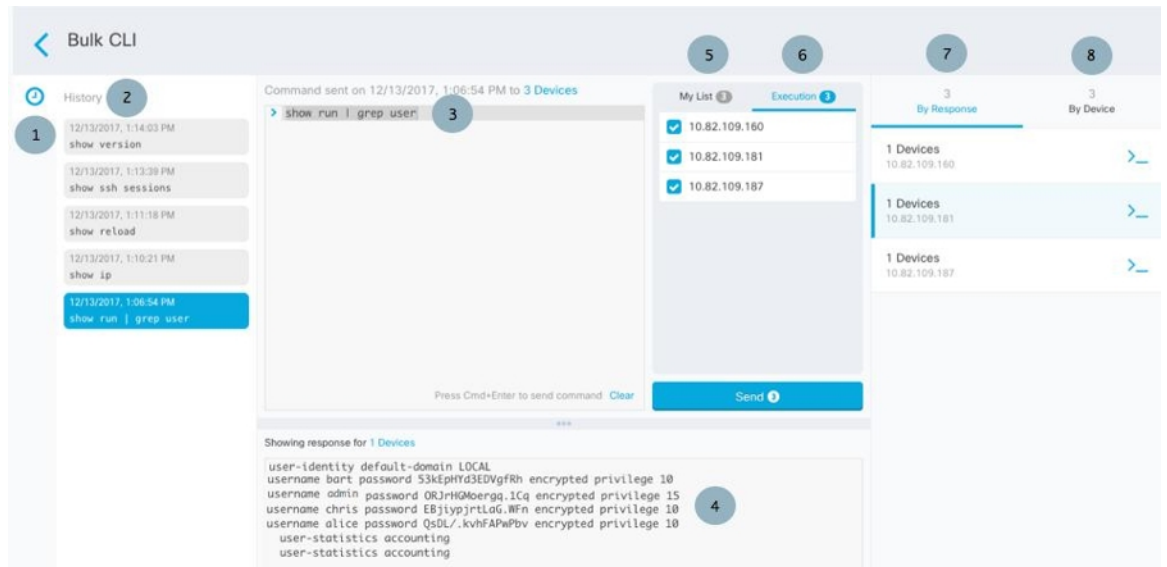 Bulk CLI
5
6
7
8
History
2
1
12/13/2017, 1:14:03 PM
show version
12/13/2017, 1:13:39 PM
show ssh sessions
12/13/2017, 1:11:18 PM
show reload
12/13/2017, 1:10:21 PM
show ip
12/13/2017, 1:06:54 PM
show run | grep user
Command sent on 12/13/2017, 1:06:54 PM to 3 Devices
> show run | grep user
3
Press Cmd+Enter to send command Clear
My List 3
Execution 3
10.82.109.160
10.82.109.181
10.82.109.187
Send 3
3
By Response
3
By Device
1 Devices
10.82.109.160
>_
1 Devices
10.82.109.181
>_
1 Devices
10.82.109.187
>_
Showing response for 1 Devices
user-identity default-domain LOCAL
username bart password 53kEpHYd3EDVgfRh encrypted privilege 10
username admin password ORJrHGMoergq.1Cq encrypted privilege 15
username chris password EBjiypjrtLaG.WFn encrypted privilege 10
username alice password QsDL/.kvhFAPwPbv encrypted privilege 10
user-statistics accounting
user-statistics accounting
4